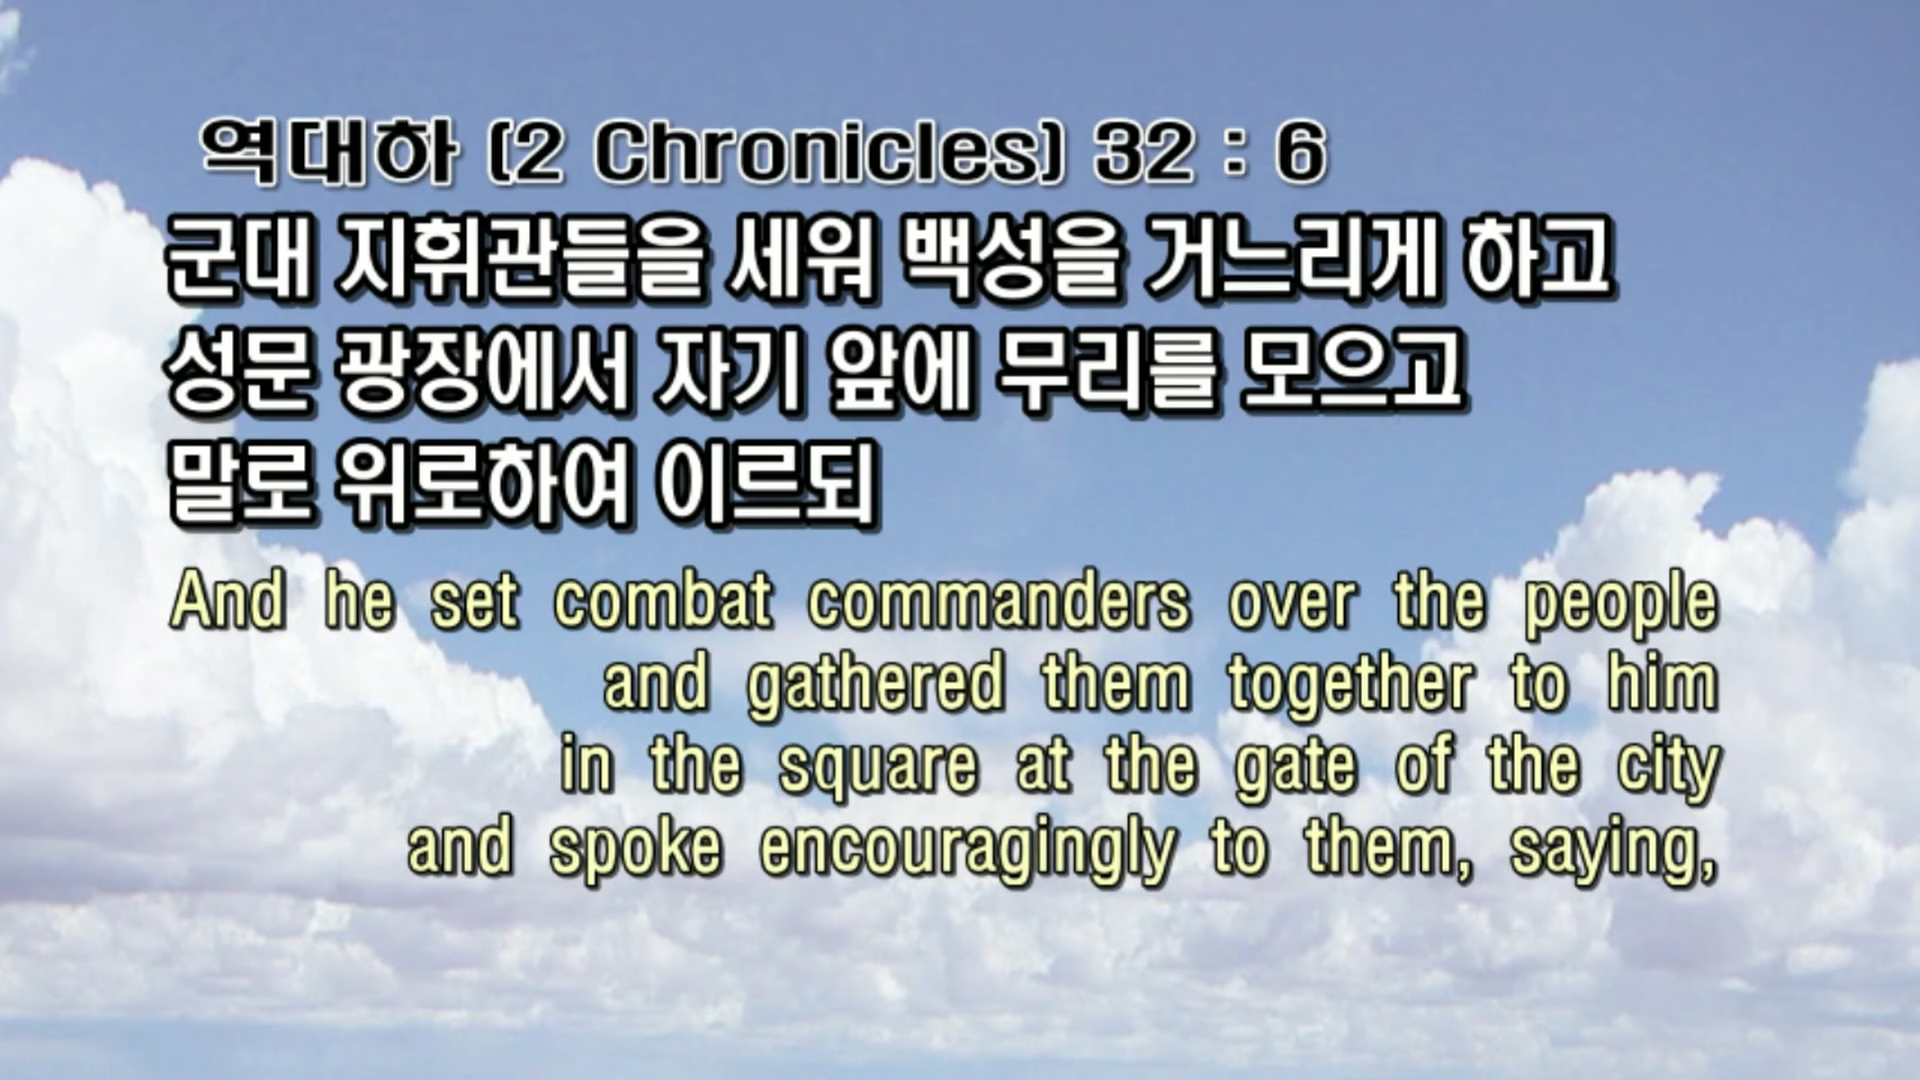 역대하 (2 Chronicles) 32 : 6
군대 지휘관들을 세워 백성을 거느리게 하고
성문 광장에서 자기 앞에 무리를 모으고
말로 위로하여 이르되
And he set combat commanders over the people
and gathered them together to him
in the square at the gate of the city
and spoke encouragingly to them, saying,